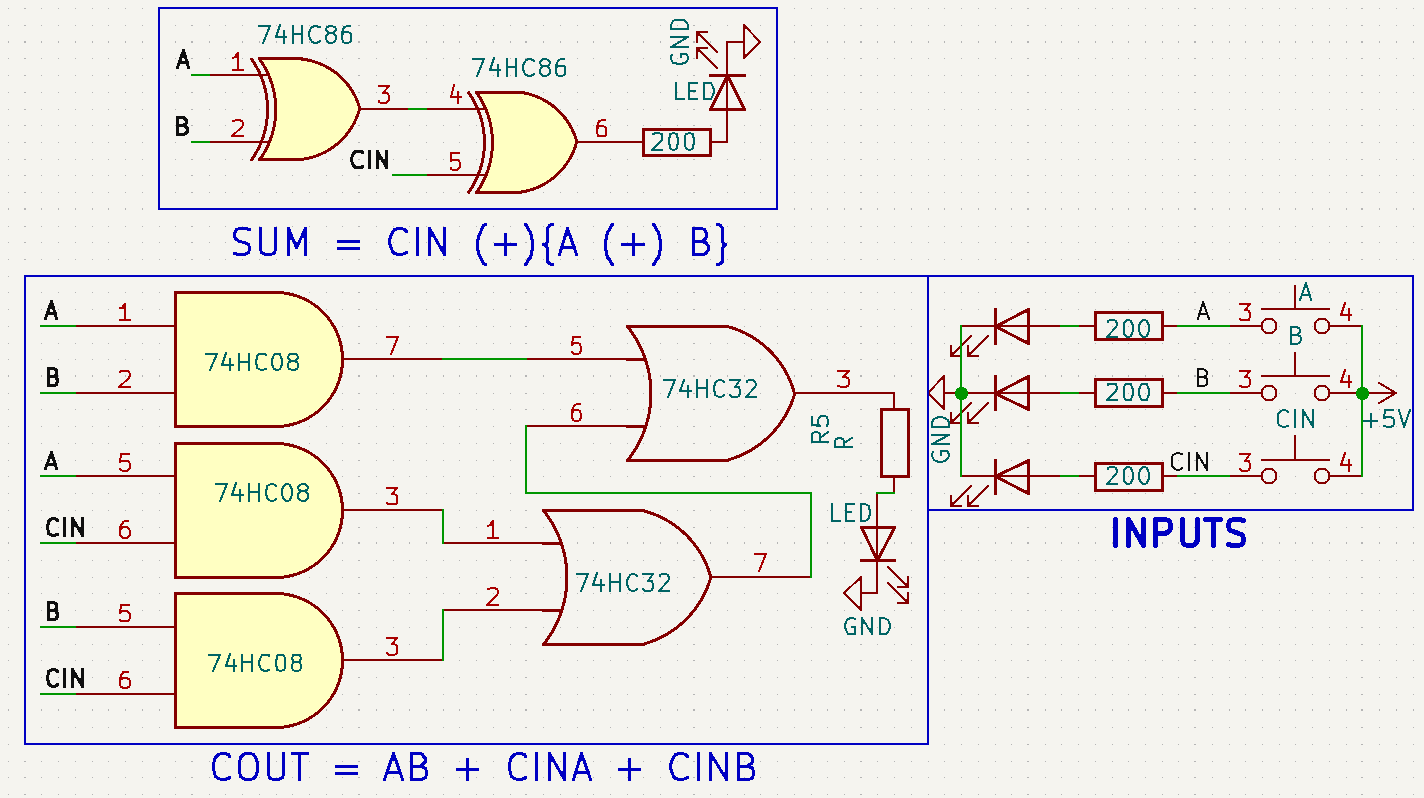 74HC86
A
1
B
2
3
74HC86
4
CIN
5
6
200
LED
GND
SUM = CIN (+){A (+) B}
A
1
B
2
74HC08
7
A
5
CIN
6
74HC08
3
B
5
CIN
6
74HC08
3
5
6
74HC32
3
1
2
74HC32
7
R5
R
LED
GND
COUT = AB + CINA + CINB
200
A
3
A
4
200
B
3
B
4
200
CIN
3
CIN
4
GND
+5V
INPUTS